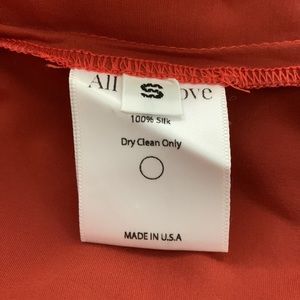 All
S
ove
100% Silk
Dry Clean Only
MADE IN U.S.A